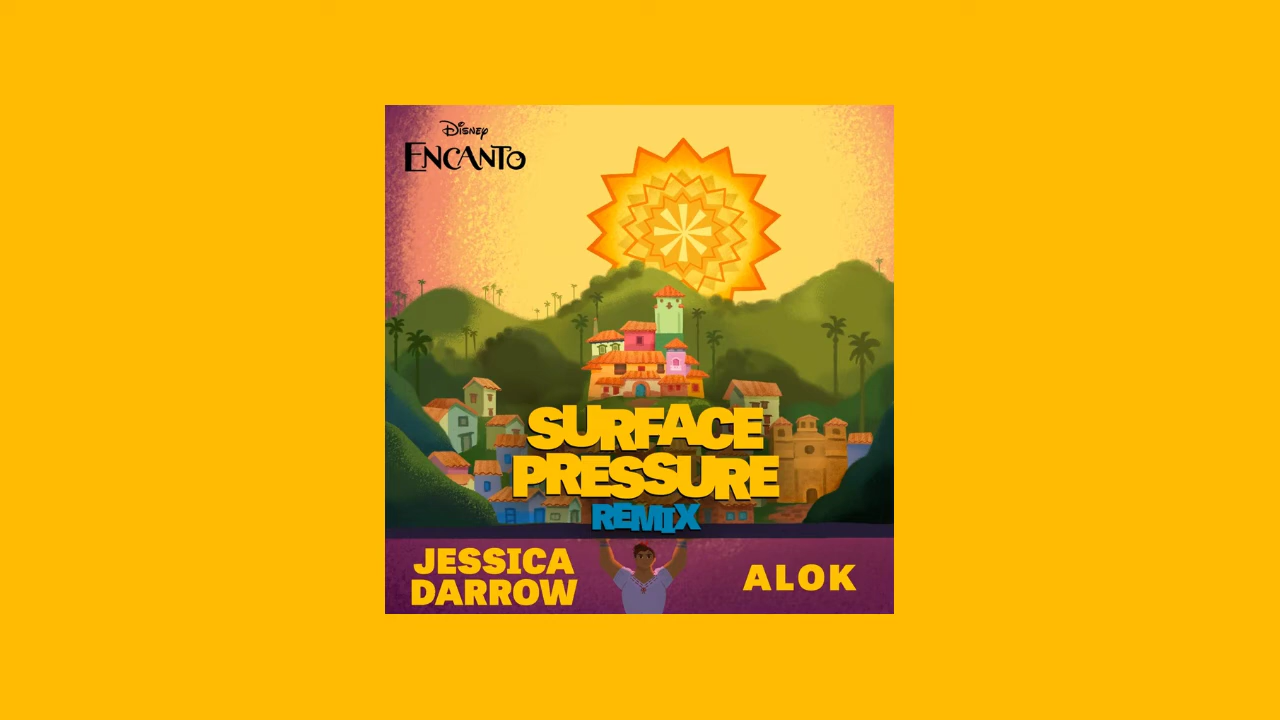 Disney
ENCANTO
SURFACE
PRESSURE
REMIX
JESSICA
DARROW
ALOK